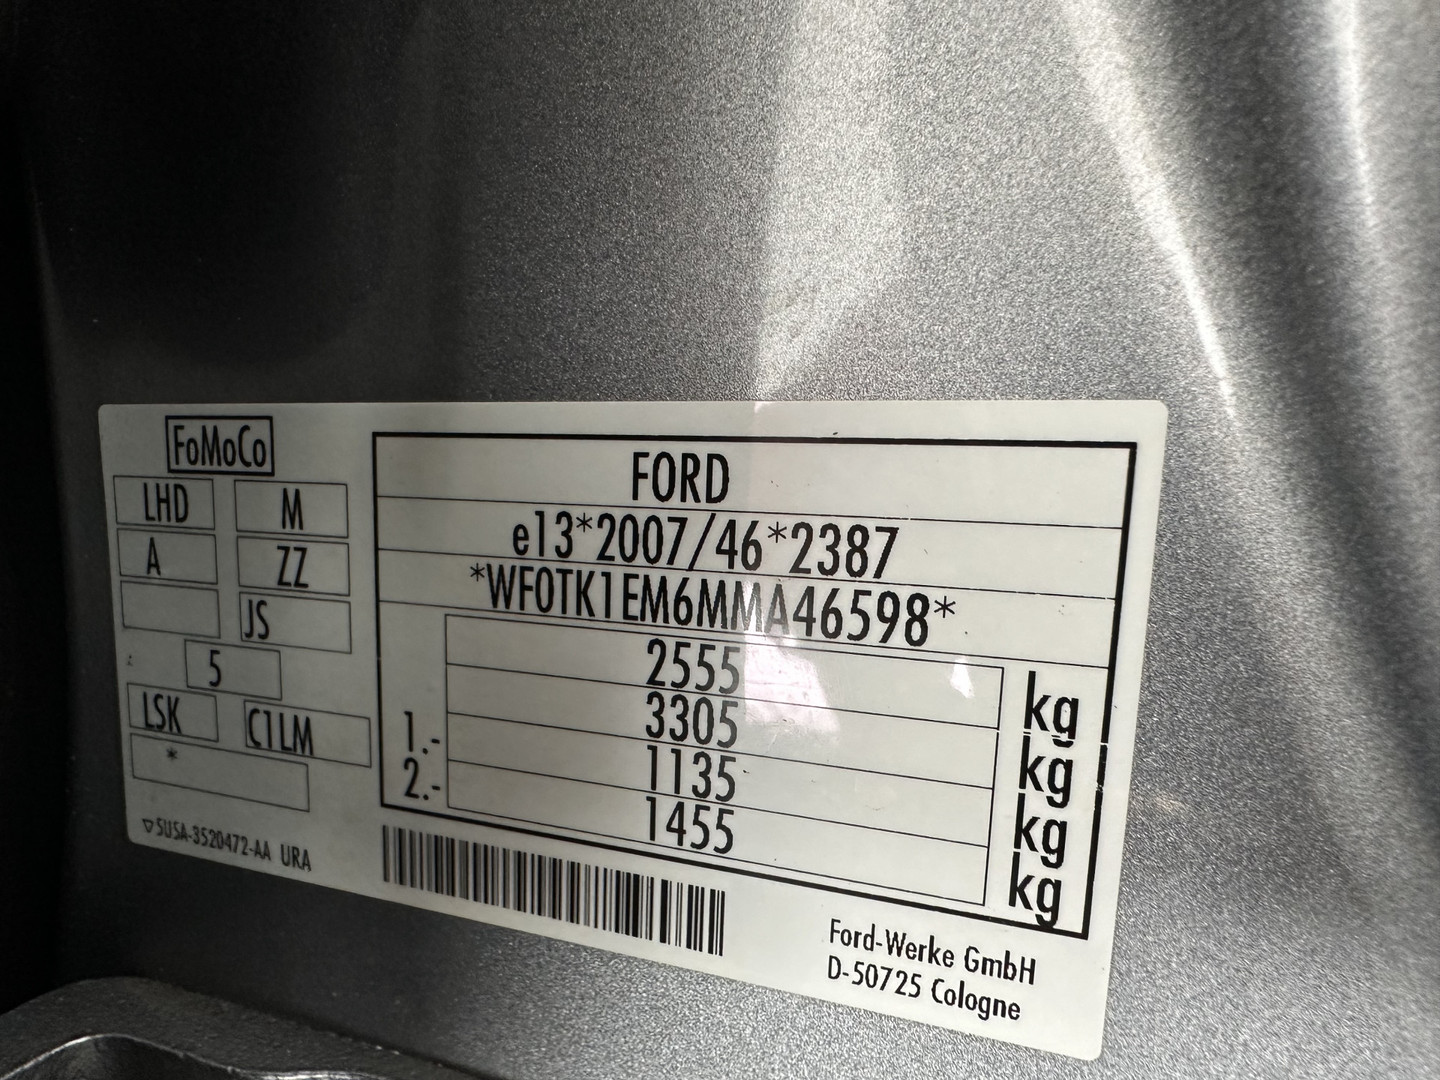 FoMoCo
LHD M
A ZZ
JS
5
LSK C1LM
*
5USA-3520472-AA URA
FORD
e13*2007/46*2387
*WF0TK1EM6MMA46598*
2555 kg
3305 kg
1.- 1135 kg
2.- 1455 kg
Ford-Werke GmbH
D-50725 Cologne